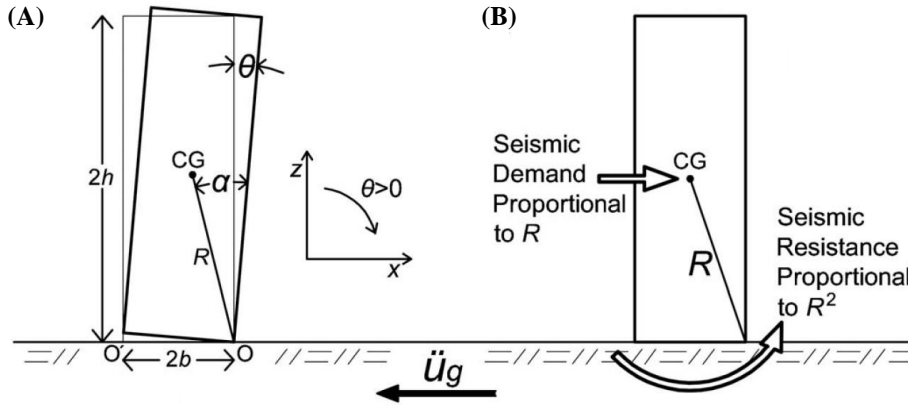 (A)
(B)
θ
2h
CG
α
R
z
θ>0
x
O'
2b
O
üg
Seismic
Demand
Proportional
to R
CG
R
Seismic
Resistance
Proportional
to R²